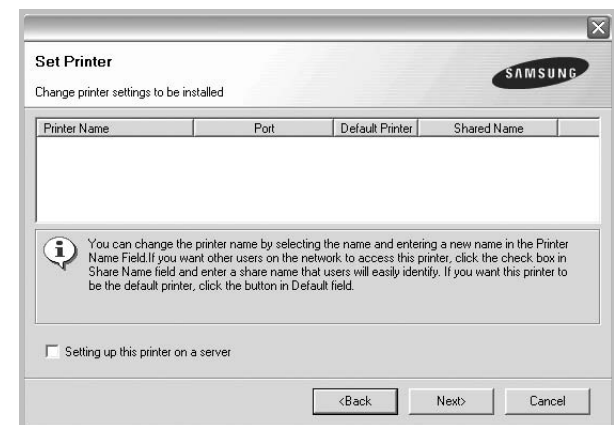 Set Printer
SAMSUNG
Change printer settings to be installed
Printer Name Port Default Printer Shared Name
You can change the printer name by selecting the name and entering a new name in the Printer
Name Field.If you want other users on the network to access this printer, click the check box in
Share Name field and enter a share name that users will easily identify. If you want this printer to
be the default printer, click the button in Default field.
Setting up this printer on a server
<Back Next> Cancel